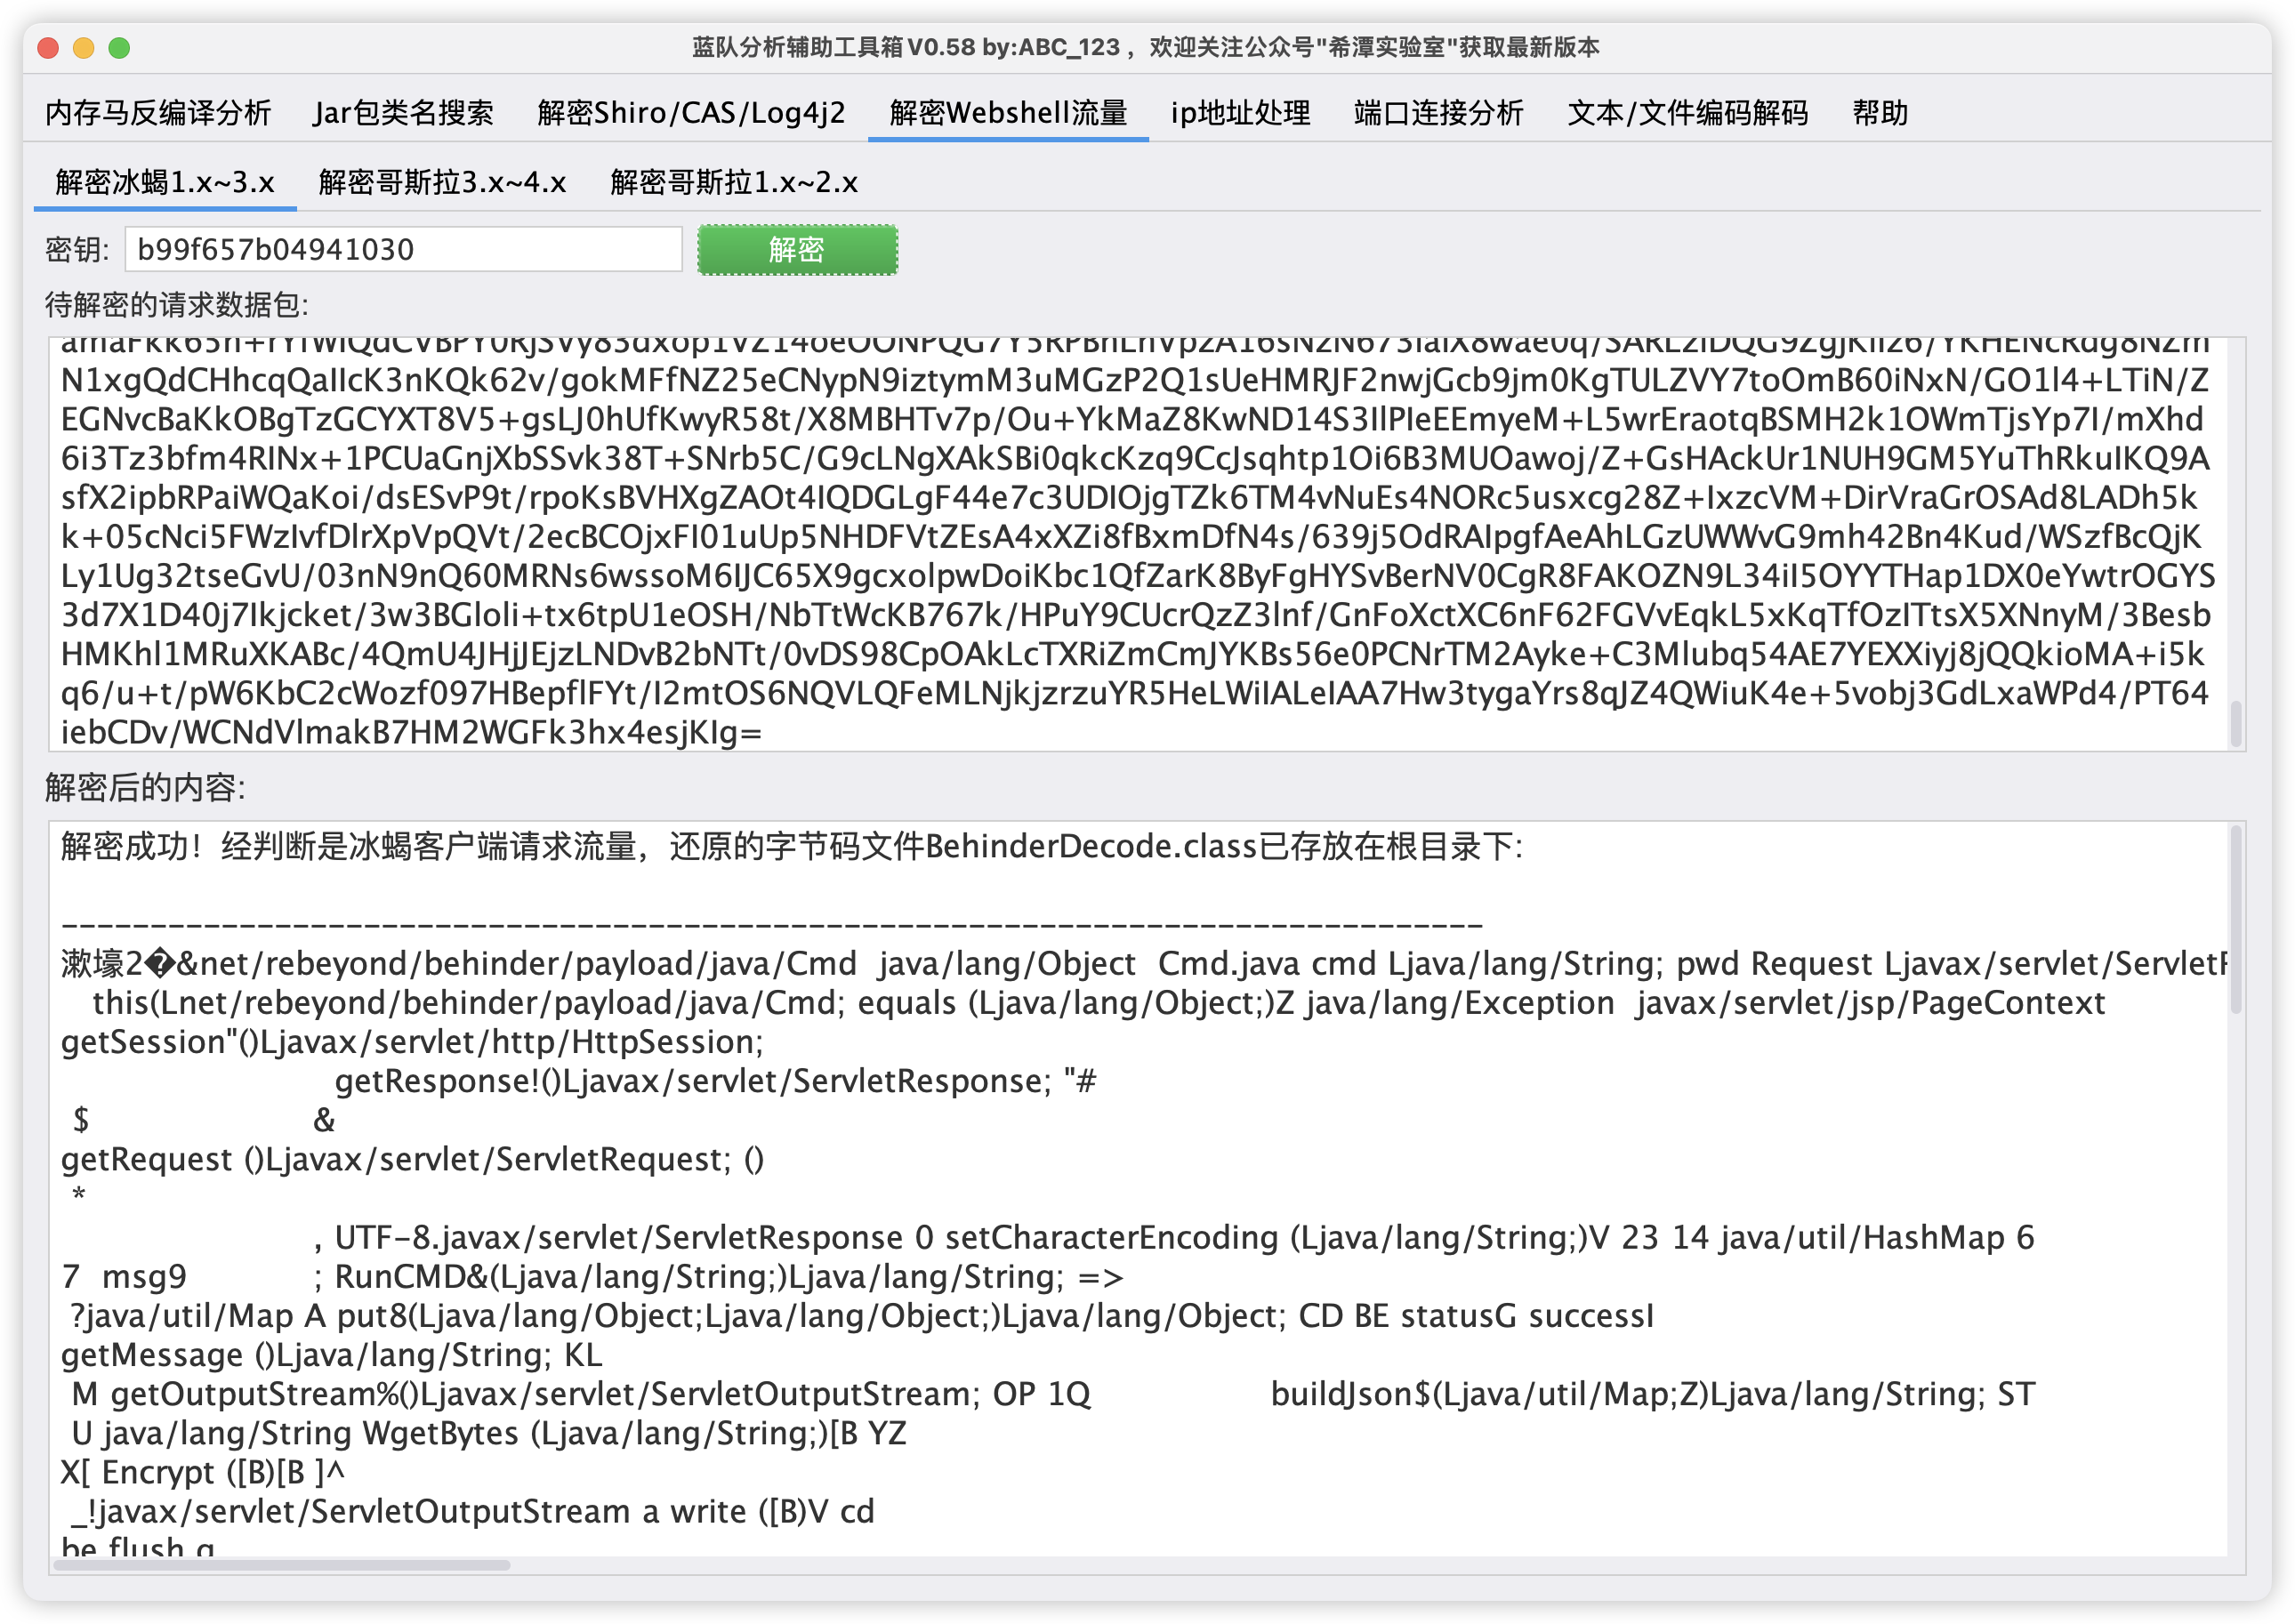 蓝队分析辅助工具箱V0.58 by:ABC_123 ，欢迎关注公众号"希潭实验室"获取最新版本
内存马反编译分析 Jar包类名搜索 解密Shiro/CAS/Log4j2 解密Webshell流量 ip地址处理 端口连接分析 文本/文件编码解码 帮助
解密冰蝎1.x~3.x 解密哥斯拉3.x~4.x 解密哥斯拉1.x~2.x
密钥: b99f657b04941030 解密
待解密的请求数据包:
N1xgQdCHhcqQaIIcK3nKQk62v/gokMFfNZ25eCNypN9iztymM3uMGzP2Q1sUeHMRJF2nwjGcb9jm0KgTULZVY7toOmB60iNxN/GO1l4+LTiN/Z
EGNvcBaKkOBgTzGCYXT8V5+gsLJ0hUfKwyR58t/X8MBHTv7p/Ou+YkMaZ8KwND14S3IlPIeEEmyeM+L5wrEraotqBSMH2k1OWmTjsYp7I/mXhd
6i3Tz3bfm4RINx+1PCUaGnjXbSSvk38T+SNrb5C/G9cLNgXAkSBi0qkcKzq9CcJsqhtp1Oi6B3MUOawoj/Z+GsHAckUr1NUH9GM5YuThRkuIKQ9A
sfX2ipbRPaiWQaKoi/dsESvP9t/rpoKsBVHXgZAOt4IQDGLgF44e7c3UDIOjgTZk6TM4vNuEs4NORc5usxcg28Z+IxzcVM+DirVraGrOSAd8LADh5k
k+05cNci5FWzIvfDlrXpVpQVt/2ecBCOjxFI01uUp5NHDFVtZEsA4xXZi8fBxmDfN4s/639j5OdRAIpgfAeAhLGzUWWvG9mh42Bn4Kud/WSzfBcQjK
Ly1Ug32tseGvU/03nN9nQ60MRNs6wssoM6IJC65X9gcxolpwDoiKbc1QfZarK8ByFgHYSvBerNV0CgR8FAKOZN9L34iI5OYYTHap1DX0eYwtrOGYS
3d7X1D40j7Ikjcket/3w3BGloli+tx6tpU1eOSH/NbTtWcKB767k/HPuY9CUcrQzZ3lnf/GnFoXctXC6nF62FGVvEqkL5xKqTfOzITtsX5XNnyM/3Besb
HMKhl1MRuXKABc/4QmU4JHjJEjzLNDvB2bNTt/0vDS98CpOAkLcTXRiZmCmJYKBs56e0PCNrTM2Ayke+C3Mlubq54AE7YEXXiyj8jQQkioMA+i5k
q6/u+t/pW6KbC2cWozf097HBepflFYt/I2mtOS6NQVLQFeMLNjkjzrzuYR5HeLWiIALeIAA7Hw3tygaYrs8qJZ4QWiuK4e+5vobj3GdLxaWPd4/PT64
iebCDv/WCNdVlmakB7HM2WGFk3hx4esjKIg=
解密后的内容:
解密成功！经判断是冰蝎客户端请求流量，还原的字节码文件BehinderDecode.class已存放在根目录下:
--------------------------------------------------------------------------------
漱壕2�&net/rebeyond/behinder/payload/java/Cmd java/lang/Object Cmd.java cmd Ljava/lang/String; pwd Request Ljavax/servlet/Servlet
this(Lnet/rebeyond/behinder/payload/java/Cmd; equals (Ljava/lang/Object;)Z java/lang/Exception javax/servlet/jsp/PageContext
getSession"()Ljavax/servlet/http/HttpSession;
getResponse!()Ljavax/servlet/ServletResponse; "#
$ &
getRequest ()Ljavax/servlet/ServletRequest; ()
*
, UTF-8.javax/servlet/ServletResponse 0 setCharacterEncoding (Ljava/lang/String;)V 23 14 java/util/HashMap 6
7 msg9 ; RunCMD&(Ljava/lang/String;)Ljava/lang/String; =>
?java/util/Map A put8(Ljava/lang/Object;Ljava/lang/Object;)Ljava/lang/Object; CD BE statusG successI
getMessage ()Ljava/lang/String; KL
M getOutputStream%()Ljavax/servlet/ServletOutputStream; OP 1Q buildJson$(Ljava/util/Map;Z)Ljava/lang/String; ST
U java/lang/String WgetBytes (Ljava/lang/String;)[B YZ
X[ Encrypt ([B)[B ]^
_!javax/servlet/ServletOutputStream a write ([B)V cd
be flush g